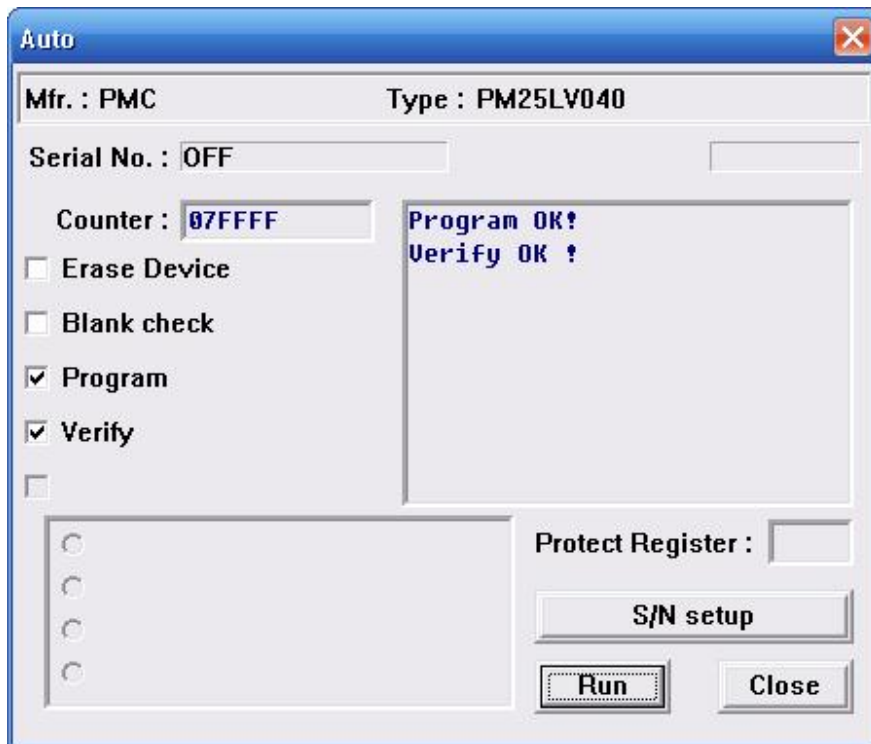 Auto
Mfr. : PMC Type : PM25LV040
Serial No. : OFF
Counter : 07FFFF
Program OK!
Verify OK !
Erase Device
Blank check
Program
Verify
Protect Register :
S/N setup
Run Close